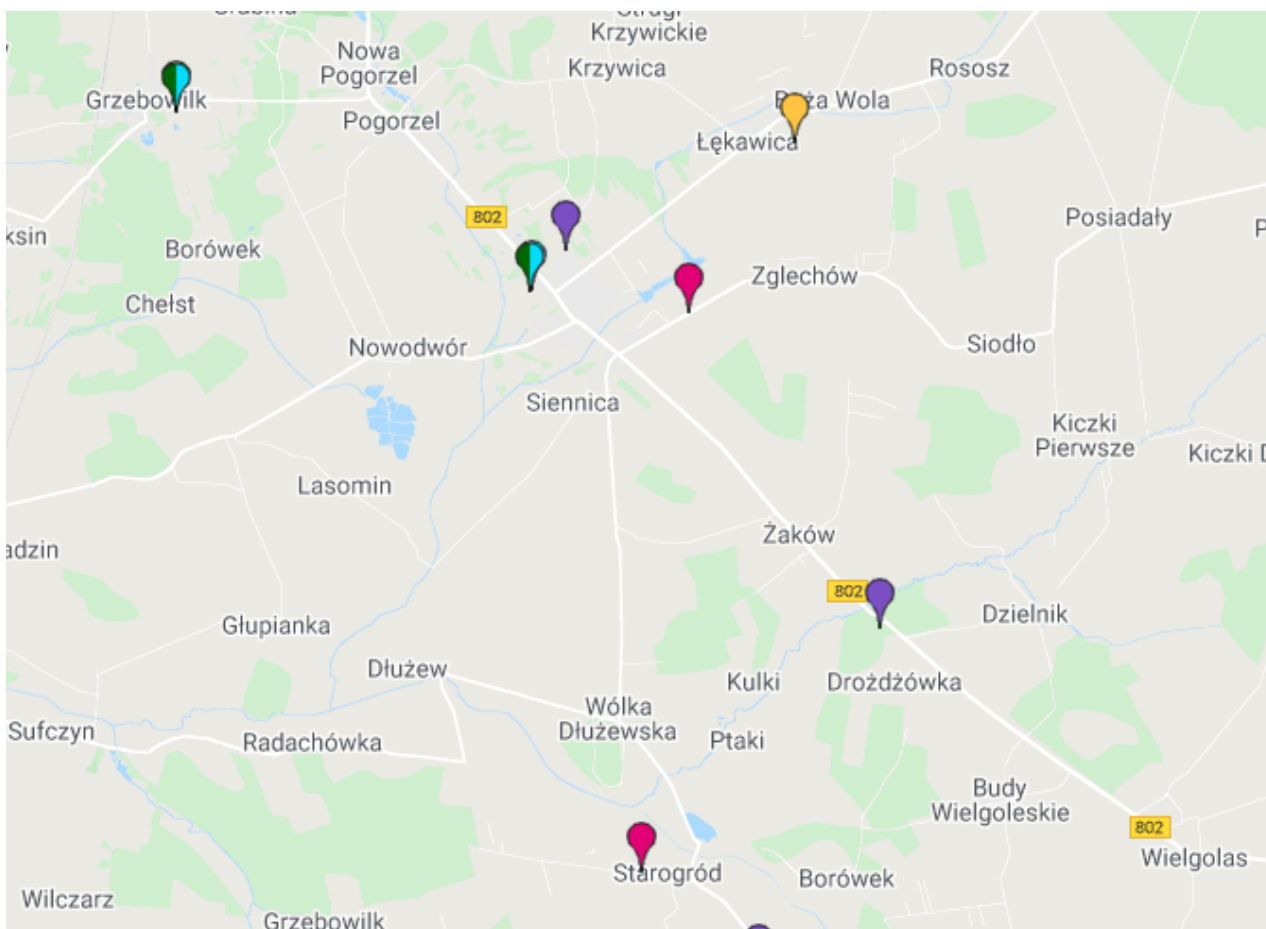 Nowa
Pogorzel
Krzywickie
Krzywica
Rososz
Grzebowilk
Wola
Pogorzel
Łękawica
802
Posiadały
Borówek
Zglechów
Chełst
Siodło
Nowodwór
Siennica
Kiczki
Pierwsze
Kiczki
Lasomin
Żaków
802
Dzielnik
Głupianka
Dłużew
Kulki
Drożdżówka
Wólka
Dłużewska
Sufczyn
Radachówka
Ptaki
Budy
Wielgoleskie
802
Wielgolas
Starogród
Borówek
Wilczarz
Grzebowilk